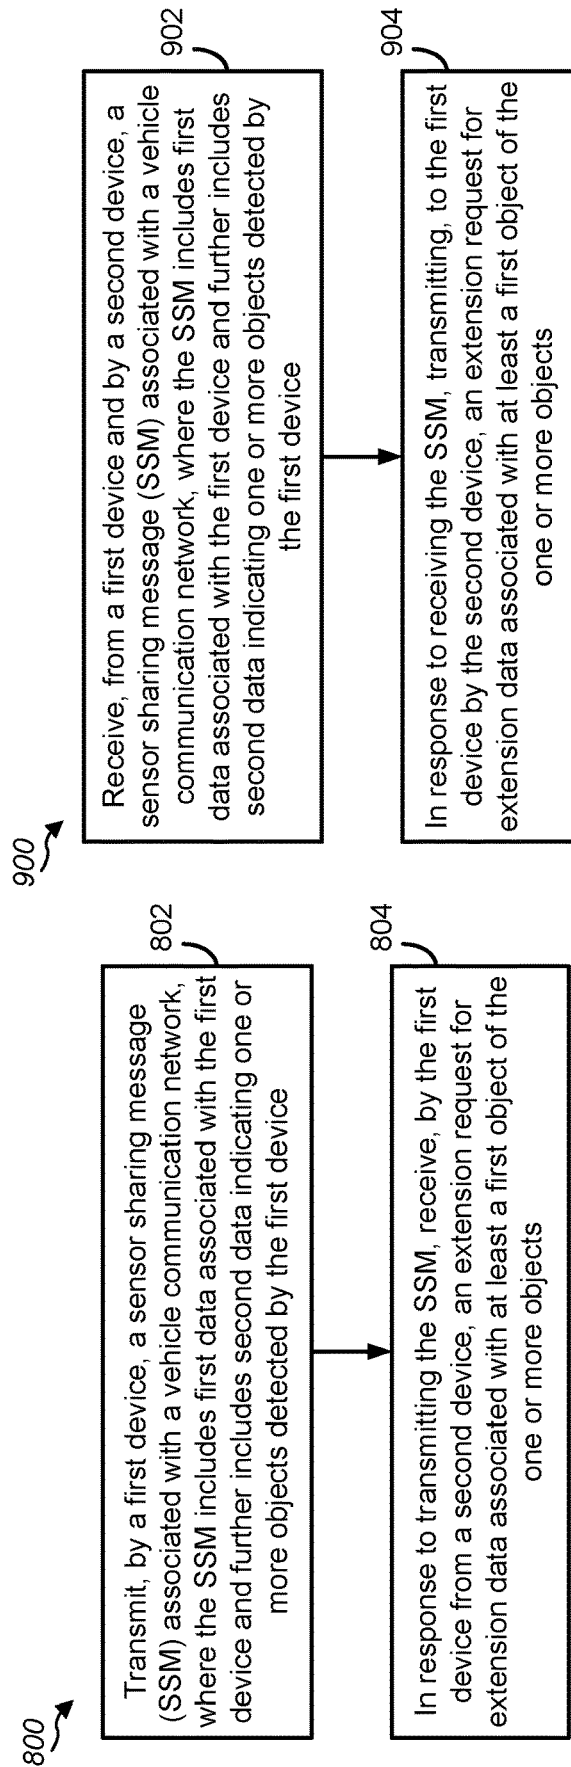 800
802
Transmit, by a first device, a sensor sharing message
(SSM) associated with a vehicle communication network,
where the SSM includes first data associated with the first
device and further includes second data indicating one or
more objects detected by the first device
804
In response to transmitting the SSM, receive, by the first
device from a second device, an extension request for
extension data associated with at least a first object of the
one or more objects
900
902
Receive, from a first device and by a second device, a
sensor sharing message (SSM) associated with a vehicle
communication network, where the SSM includes first
data associated with the first device and further includes
second data indicating one or more objects detected by
the first device
904
In response to receiving the SSM, transmitting, to the first
device by the second device, an extension request for
extension data associated with at least a first object of the
one or more objects